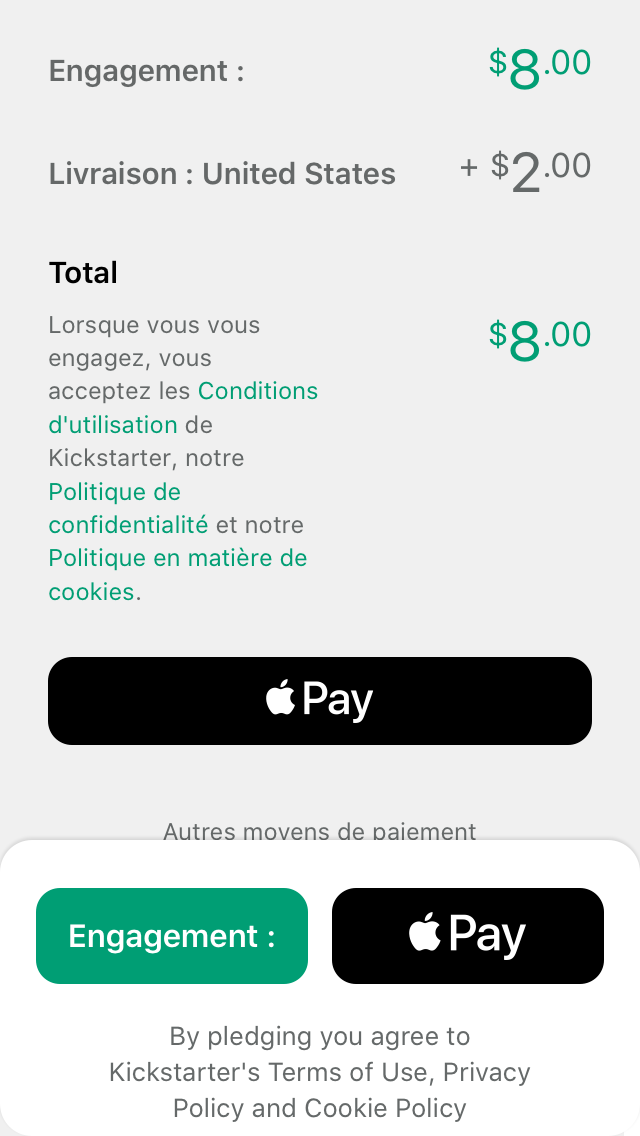 Engagement : $8.00
Livraison : United States + $2.00
Total
Lorsque vous vous
engagez, vous
acceptez les Conditions
d'utilisation de
Kickstarter, notre
Politique de
confidentialité et notre
Politique en matière de
cookies.
$8.00
Pay
Autres moyens de paiement
Engagement :
Pay
By pledging you agree to
Kickstarter's Terms of Use, Privacy
Policy and Cookie Policy